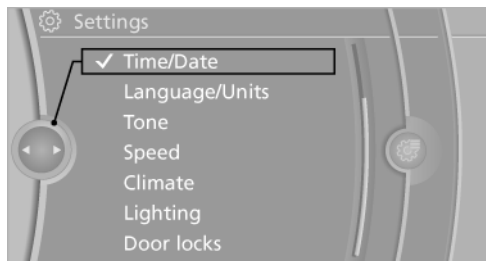 Settings
Time/Date
Language/Units
Tone
Speed
Climate
Lighting
Door locks